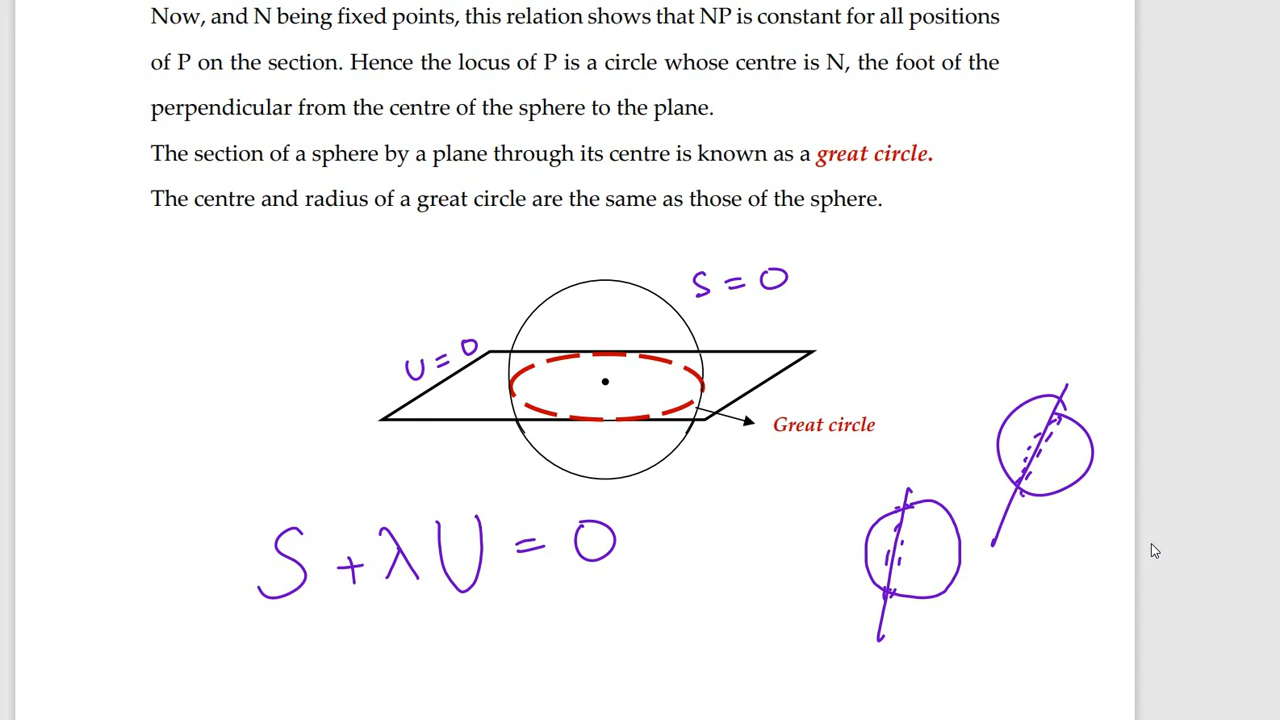 Now, and N being fixed points, this relation shows that NP is constant for all positions
of P on the section. Hence the locus of P is a circle whose centre is N, the foot of the
perpendicular from the centre of the sphere to the plane.
The section of a sphere by a plane through its centre is known as a great circle.
The centre and radius of a great circle are the same as those of the sphere.
S = 0
U = 0
Great circle
S + λU = 0